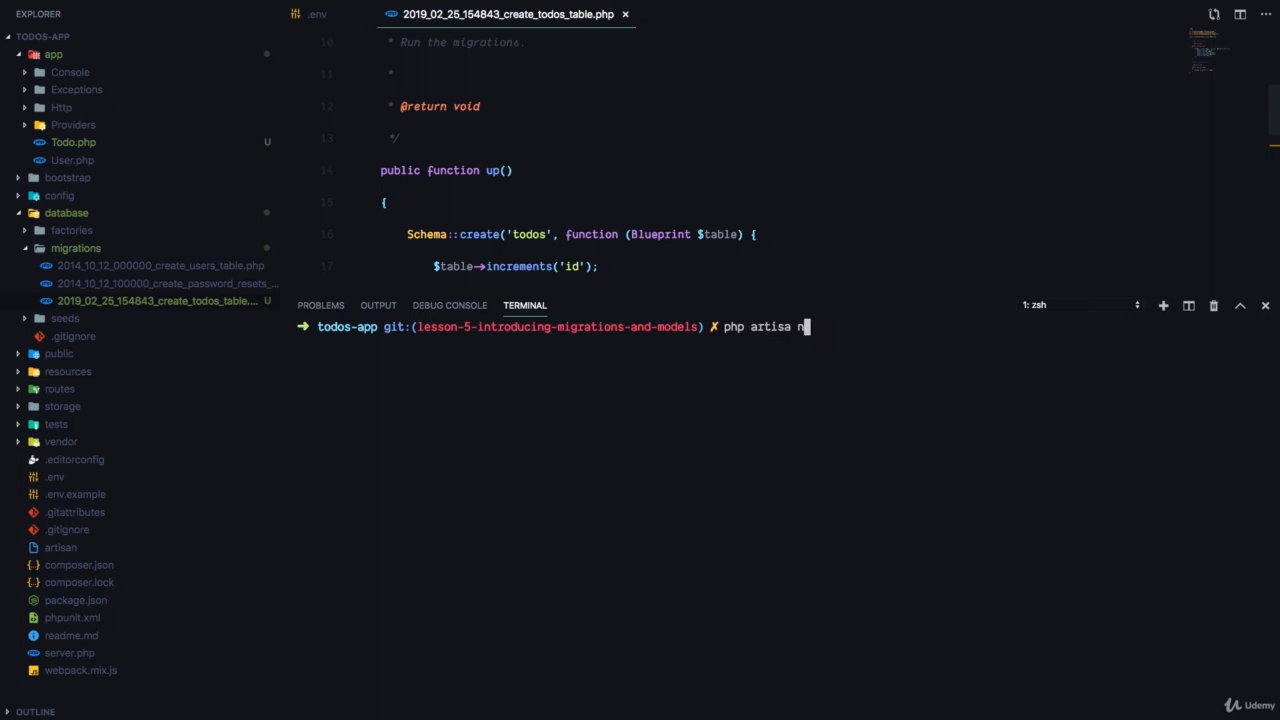 EXPLORER
TODOS-APP
app
Console
Exceptions
Http
Providers
Todo.php U
User.php
bootstrap
config
database
factories
migrations
2014_10_12_000000_create_users_table.php
2014_10_12_100000_create_password_resets_...
2019_02_25_154843_create_todos_table.... U
seeds
.gitignore
public
resources
routes
storage
tests
vendor
.editorconfig
.env
.env.example
.gitattributes
.gitignore
artisan
composer.json
composer.lock
package.json
phpunit.xml
readme.md
server.php
webpack.mix.js
OUTLINE
.env
2019_02_25_154843_create_todos_table.php ×
10 * Run the migrations.
11 *
12 * @return void
13 */
14 public function up()
15 {
16 Schema::create('todos', function (Blueprint $table) {
17 $table->increments('id');
PROBLEMS OUTPUT DEBUG CONSOLE TERMINAL
1: zsh
➜ todos-app git:(lesson-5-introducing-migrations-and-models) ✗ php artisa n
Udemy